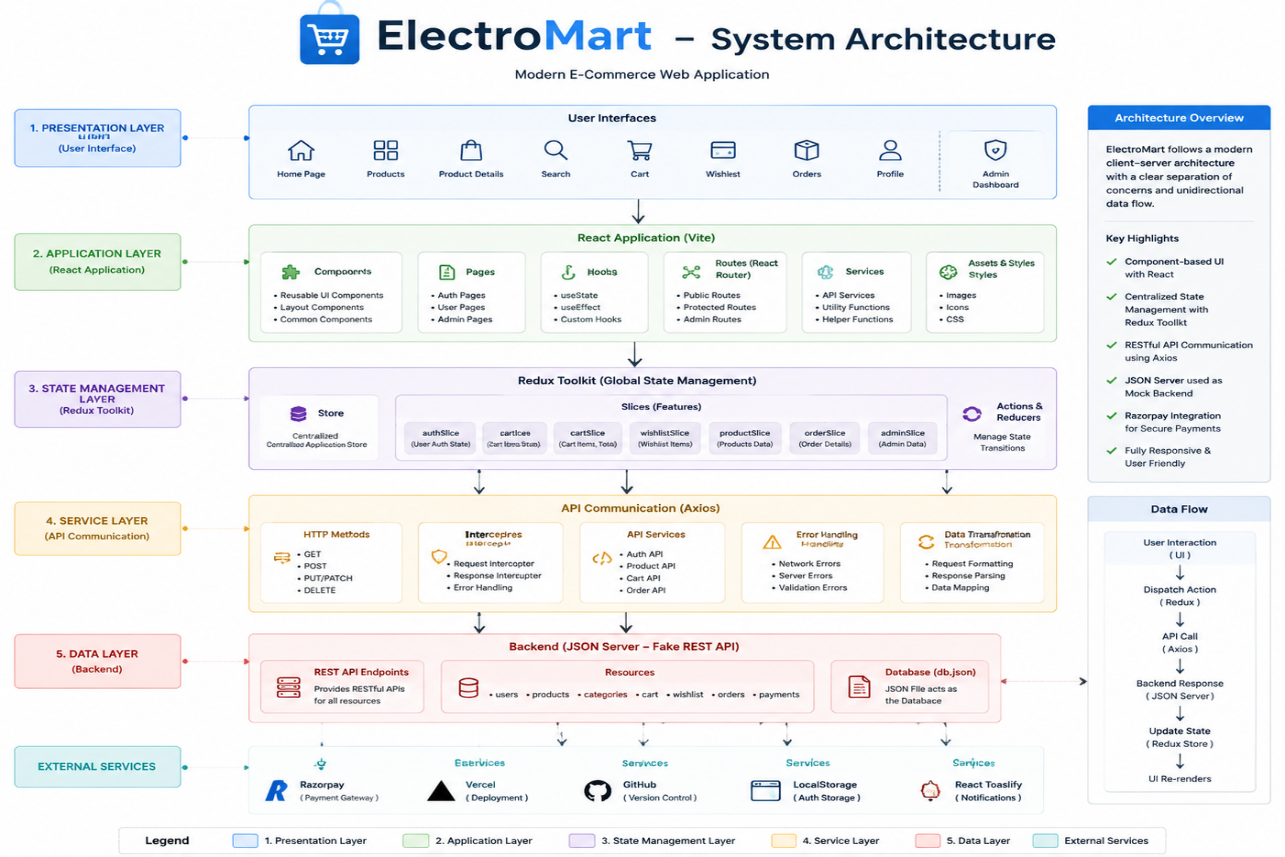 ElectroMart – System Architecture
Modern E-Commerce Web Application
1. PRESENTATION LAYER
(User Interface)
User Interfaces
Home Page
Products
Product Details
Search
Cart
Wishlist
Orders
Profile
Admin
Dashboard
2. APPLICATION LAYER
(React Application)
React Application (Vite)
Components
• Reusable UI Components
• Layout Components
• Common Components
Pages
• Auth Pages
• User Pages
• Admin Pages
• useState
• useEffect
• Custom Hooks
Routes (React
Router)
• Public Routes
• Protected Routes
• Admin Routes
Services
• API Services
• Utility Functions
• Helper Functions
Assets & Styles
Styles
• Images
• Icons
• CSS
3. STATE MANAGEMENT
LAYER
(Redux Toolkit)
Redux Toolkit (Global State Management)
Store
Centralized
Centralised Application Store
Slices (Features)
authSlice
(User Auth State)
cartIces
cartSlice
(Cart Items, Total)
wishlistSlice
(Wishlist Items)
productSlice
(Products Data)
orderSlice
(Order Details)
adminSlice
(Admin Data)
Actions &
Reducers
Manage State
Transitions
4. SERVICE LAYER
(API Communication)
API Communication (Axios)
HTTP Methods
• GET
• POST
• PUT/PATCH
• DELETE
Intercepres
• Request Intercopter
• Response Intercupter
• Error Handling
API Services
• Auth API
• Product API
• Cart API
• Order API
Error Handling
Handling
• Network Errors
• Server Errors
• Validation Errors
Data
Transfomation
• Request Formatting
• Response Parsing
• Data Mapping
5. DATA LAYER
(Backend)
Backend (JSON Server – Fake REST API)
REST API Endpoints
Provides RESTful APIs
for all resources
Resources
• users • products • categories • cart • wishlist • orders • payments
Database (db.json)
JSON File acts as
the Database
EXTERNAL SERVICES
Razorpay
( Payment Gateway )
Eservices
Vercel
( Deployment )
Services
GitHub
( Version Control )
Services
LocalStorage
( Auth Storage )
Services
React Toaslify
( Notifications )
Architecture Overview
ElectroMart follows a modern
client–server architecture
with a clear separation of
concerns and unidirectional
data flow.
Key Highlights
Component-based UI
with React
Centralized State
Management with
Redux Toollkt
RESTful API Communication
using Axios
JSON Server used as
Mock Backend
Razorpay Integration
for Secure Payments
Fully Responsive &
User Friendly
Data Flow
User Interaction
( UI )
Dispatch Action
( Redux )
API Call
( Axios )
Backend Response
( JSON Server )
Update State
( Redux Store )
UI Re-renders
Legend
1. Presentation Layer
2. Application Layer
3. State Management Layer
4. Service Layer
5. Data Layer
External Services